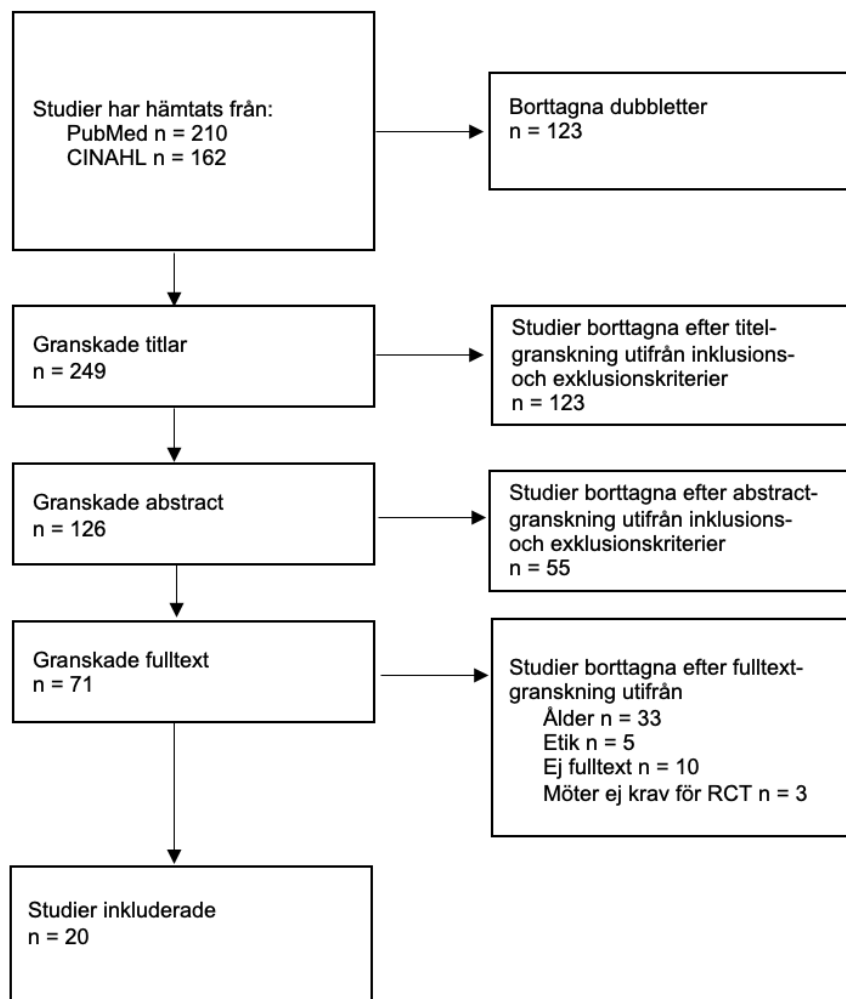 Studier har hämtats från:
PubMed n = 210
CINAHL n = 162
Borttagna dubbletter
n = 123
Granskade titlar
n = 249
Studier borttagna efter titel-
granskning utifrån inklusions-
och exklusionskriterier
n = 123
Granskade abstract
n = 126
Studier borttagna efter abstract-
granskning utifrån inklusions-
och exklusionskriterier
n = 55
Granskade fulltext
n = 71
Studier borttagna efter fulltext-
granskning utifrån
Ålder n = 33
Etik n = 5
Ej fulltext n = 10
Möter ej krav för RCT n = 3
Studier inkluderade
n = 20